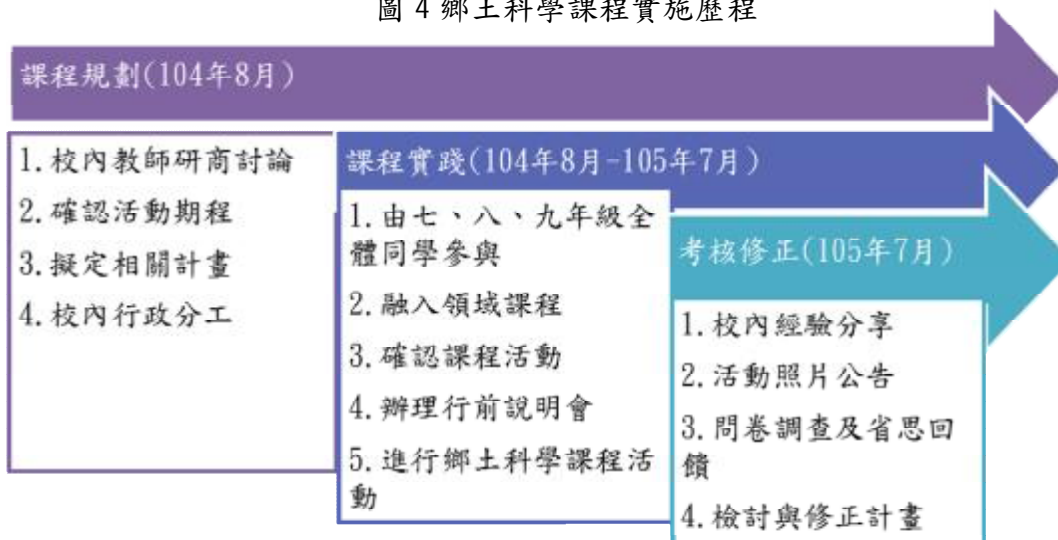 圖 4 鄉土科學課程實施歷程
課程規劃(104年8月)
1.校內教師研商討論
2.確認活動期程
3.擬定相關計畫
4.校內行政分工
課程實踐(104年8月-105年7月)
1.由七、八、九年級全
體同學參與
2.融入領域課程
3.確認課程活動
4.辦理行前說明會
5.進行鄉土科學課程活
動
考核修正(105年7月)
1.校內經驗分享
2.活動照片公告
3.問卷調查及省思回
饋
4.檢討與修正計畫